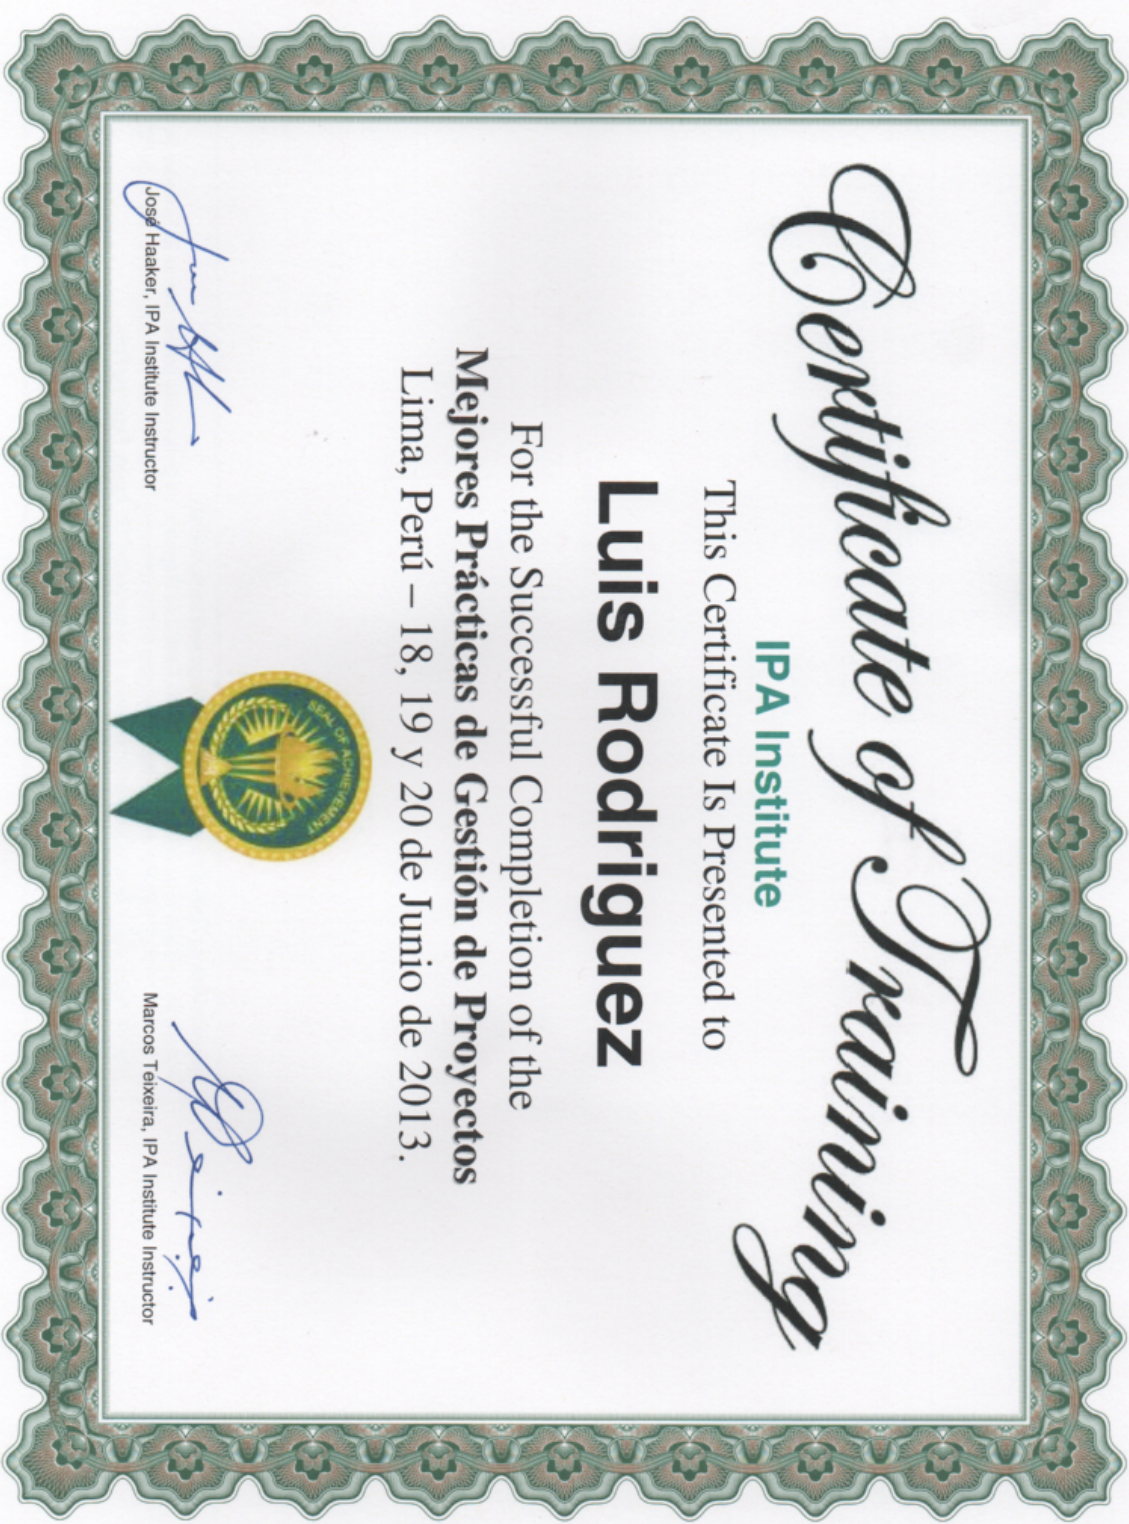 Certificate of Training
IPA Institute
This Certificate Is Presented to
Luis Rodriguez
For the Successful Completion of the
Mejores Prácticas de Gestión de Proyectos
Lima, Perú – 18, 19 y 20 de Junio de 2013.
SEAL OF ACHIEVEMENT
José Haaker, IPA Institute Instructor
Marcos Teixeira, IPA Institute Instructor